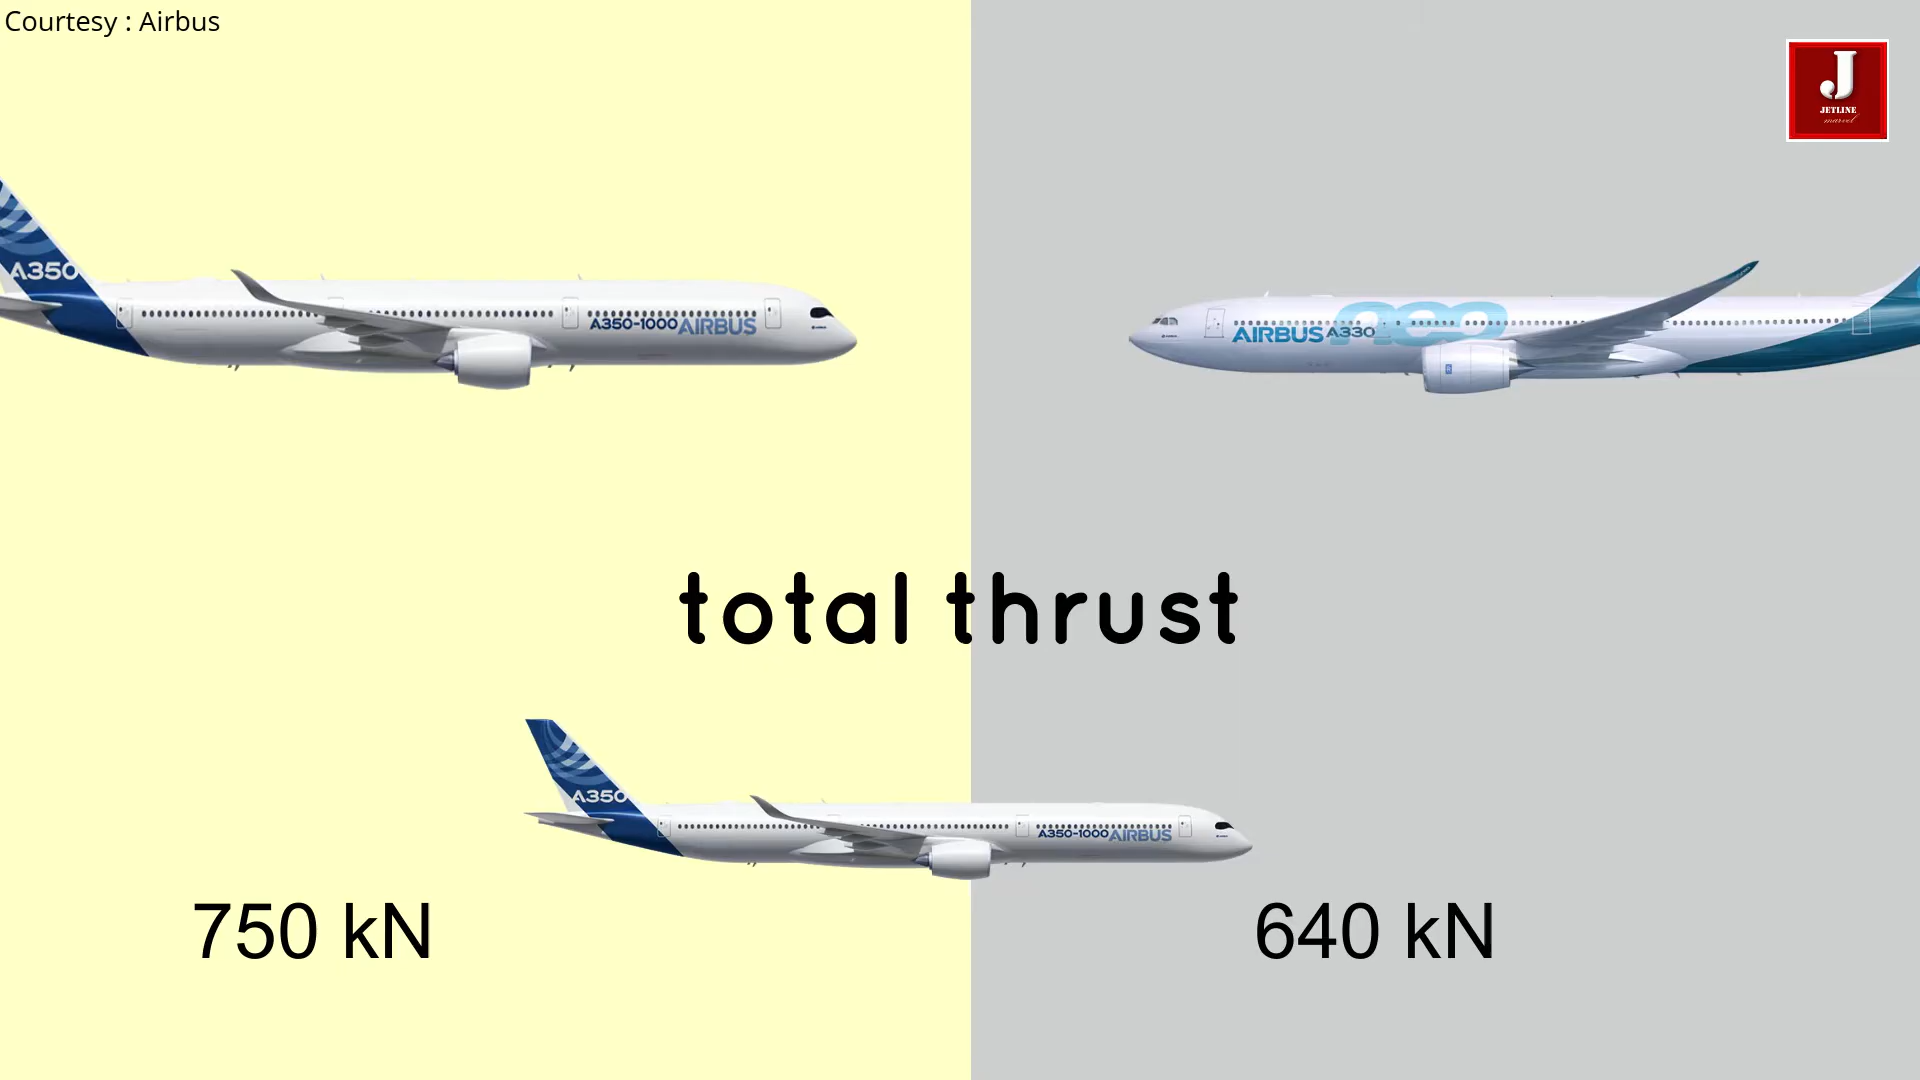 Courtesy : Airbus
J
JETLINE
marvel
A350
A350-1000 AIRBUS
AIRBUS A330 neo
total thrust
A350
A350-1000 AIRBUS
750 kN
640 kN